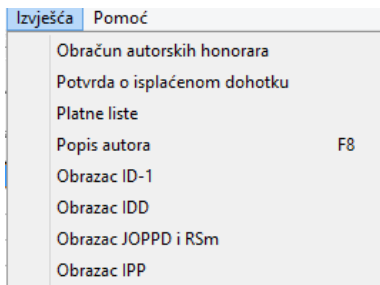 Izvješća Pomoć
Obračun autorskih honorara
Potvrda o isplaćenom dohotku
Platne liste
Popis autora F8
Obrazac ID-1
Obrazac IDD
Obrazac JOPPD i RSm
Obrazac IPP